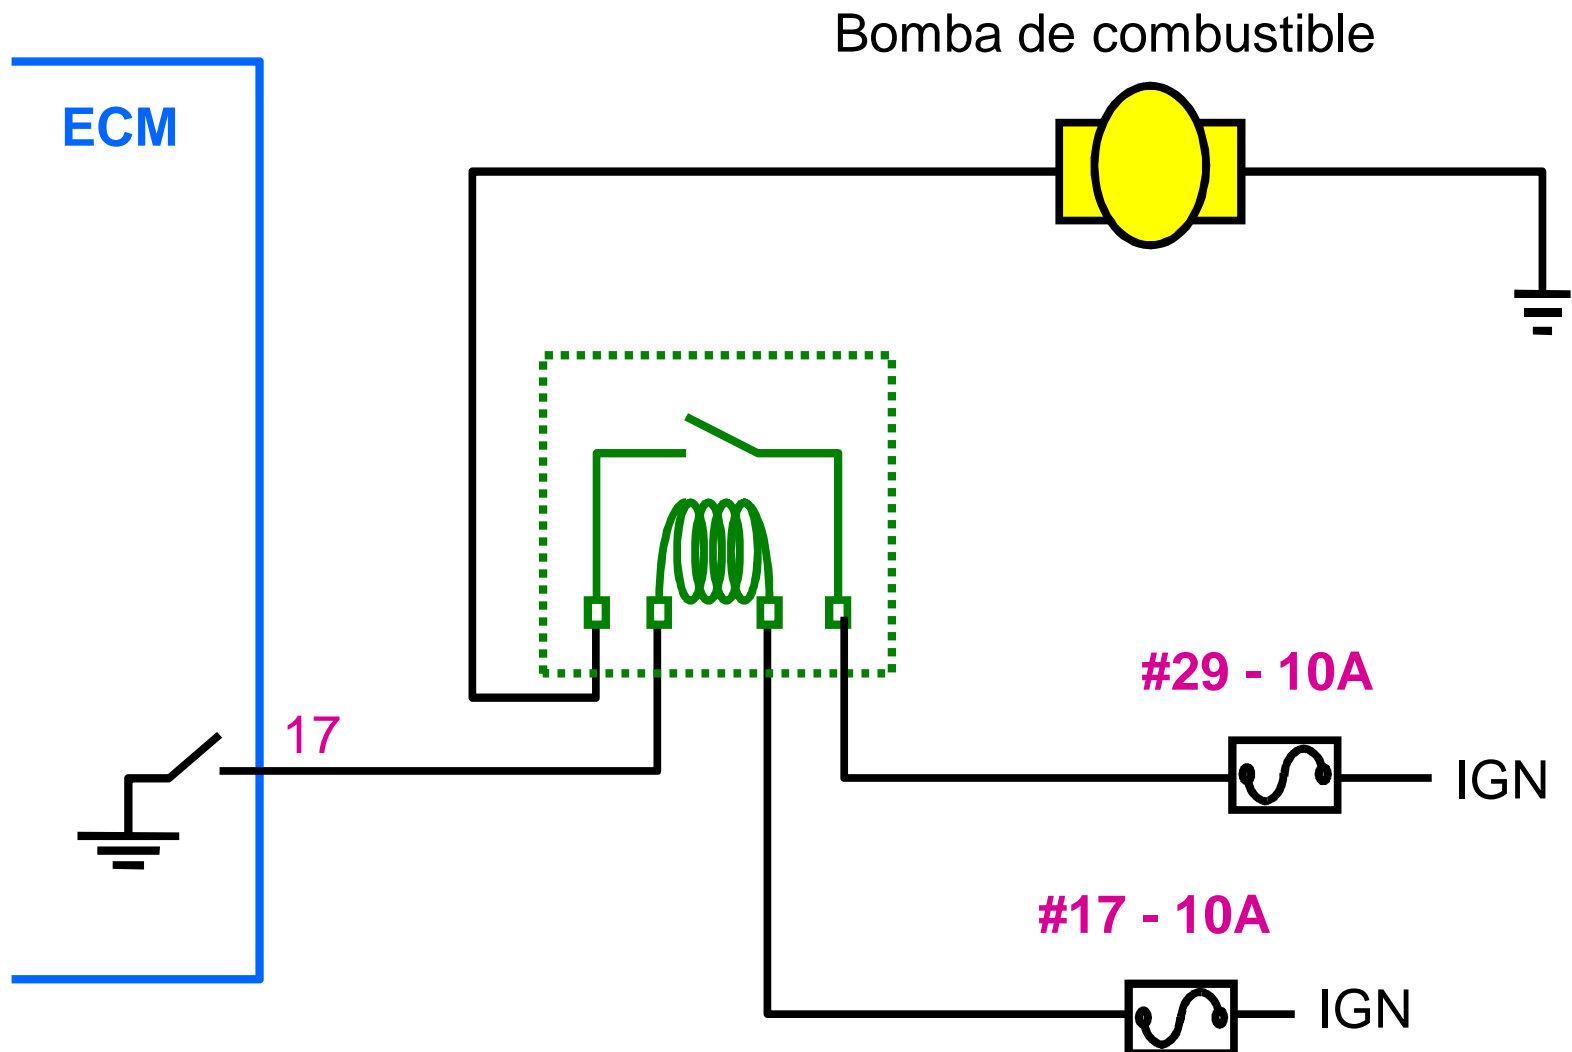 Bomba de combustible
ECM
#29 - 10A
17
IGN
#17 - 10A
IGN